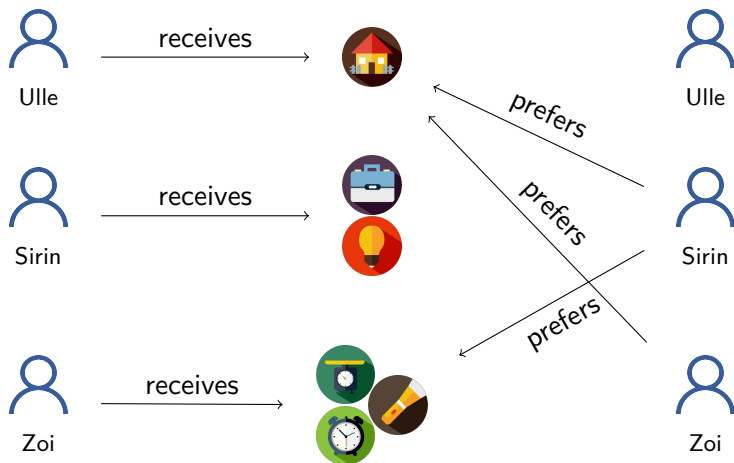 receives
Ulle
Ulle
prefers
receives
prefers
Sirin
Sirin
prefers
receives
Zoi
Zoi